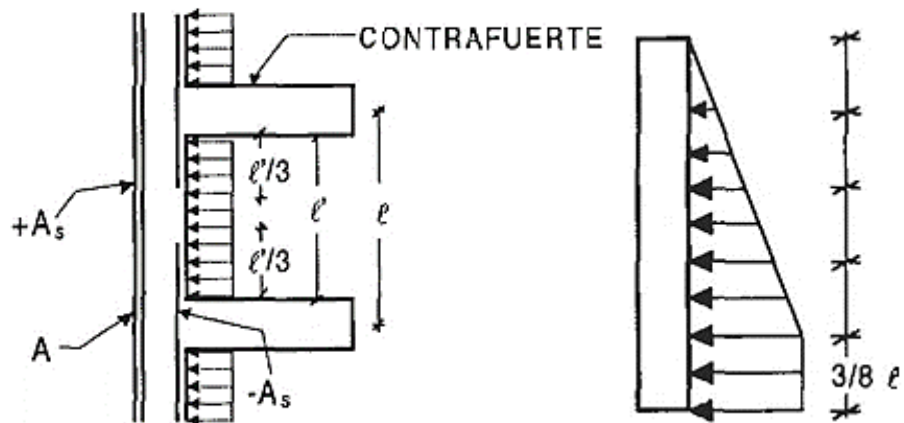 CONTRAFUERTE
ℓ'/3
ℓ'
ℓ
+As
ℓ'/3
A
-As
3/8 ℓ